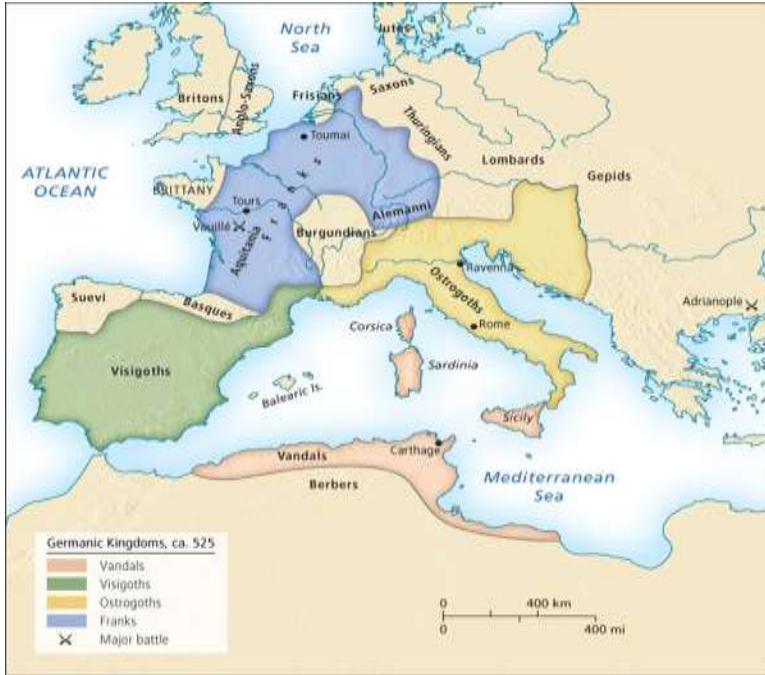 North
Sea
Jutes
Britons
Anglo-Saxons
Frisians
Saxons
Thuringians
Lombards
Gepids
ATLANTIC
OCEAN
BRITTANY
Toumai
Franks
Tours
Vouillé
Aquitania
Alemanni
Burgundians
Ostrogoths
Ravenna
Rome
Adrianople
Suevi
Basques
Visigoths
Corsica
Sardinia
Balearic Is.
Sicily
Vandals
Carthage
Berbers
Mediterranean
Sea
Germanic Kingdoms, ca. 525
Vandals
Visigoths
Ostrogoths
Franks
Major battle
0 400 km
0 400 mi